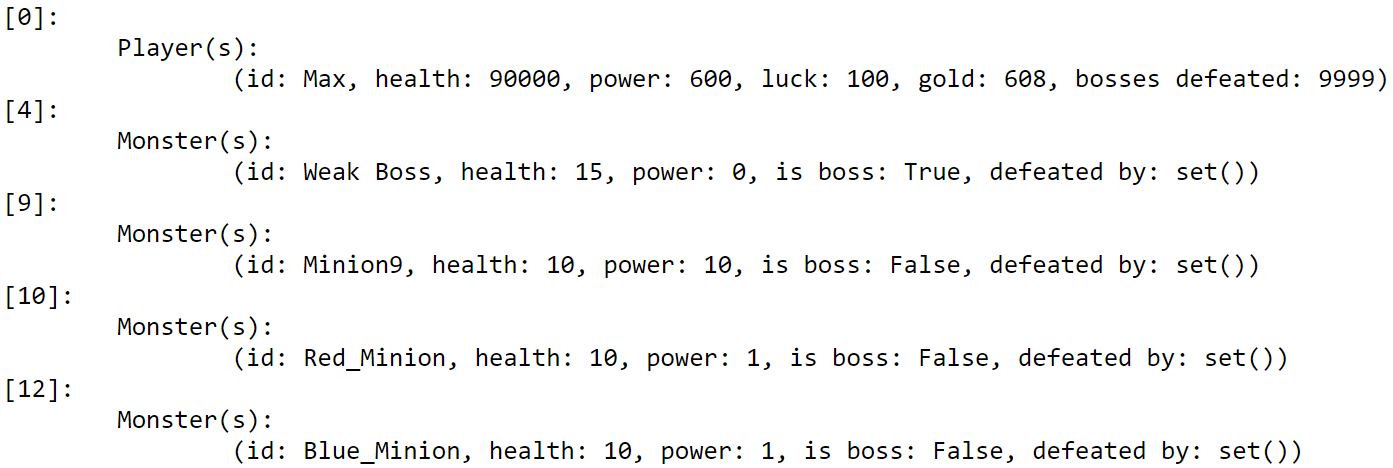 [0]:
Player(s):
(id: Max, health: 90000, power: 600, luck: 100, gold: 608, bosses defeated: 9999)
[4]:
Monster(s):
(id: Weak Boss, health: 15, power: 0, is boss: True, defeated by: set())
[9]:
Monster(s):
(id: Minion9, health: 10, power: 10, is boss: False, defeated by: set())
[10]:
Monster(s):
(id: Red_Minion, health: 10, power: 1, is boss: False, defeated by: set())
[12]:
Monster(s):
(id: Blue_Minion, health: 10, power: 1, is boss: False, defeated by: set())